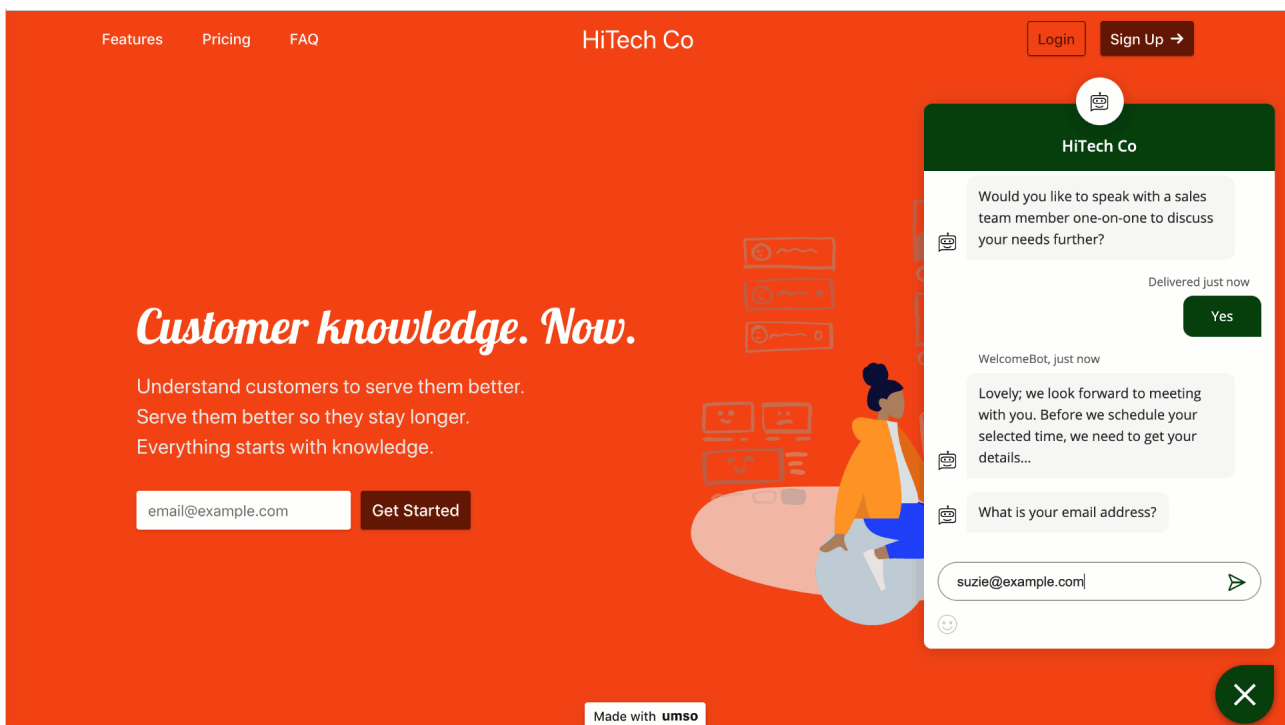 Features Pricing FAQ
HiTech Co
Login
Sign Up →
Customer knowledge. Now.
Understand customers to serve them better.
Serve them better so they stay longer.
Everything starts with knowledge.
email@example.com
Get Started
Made with umso
HiTech Co
Would you like to speak with a sales
team member one-on-one to discuss
your needs further?
Delivered just now
Yes
WelcomeBot, just now
Lovely; we look forward to meeting
with you. Before we schedule your
selected time, we need to get your
details...
What is your email address?
suzie@example.com